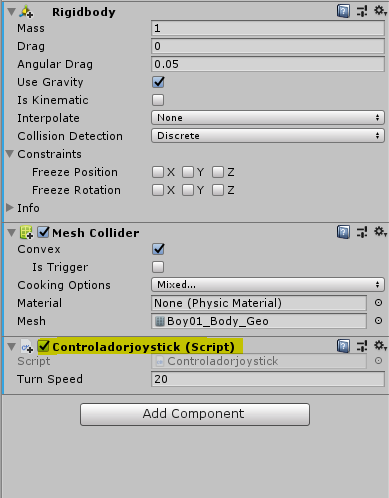 Rigidbody
Mass 1
Drag 0
Angular Drag 0.05
Use Gravity
Is Kinematic
Interpolate None
Collision Detection Discrete
Constraints
Freeze Position X Y Z
Freeze Rotation X Y Z
Info
Mesh Collider
Convex
Is Trigger
Cooking Options Mixed...
Material None (Physic Material)
Mesh Boy01_Body_Geo
Controladorjoystick (Script)
Script Controladorjoystick
Turn Speed 20
Add Component